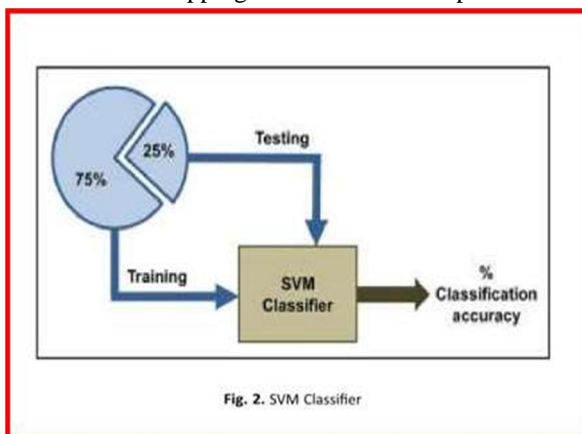 25%
75%
Testing
Training
SVM
Classifier
%
Classification
accuracy
Fig. 2. SVM Classifier